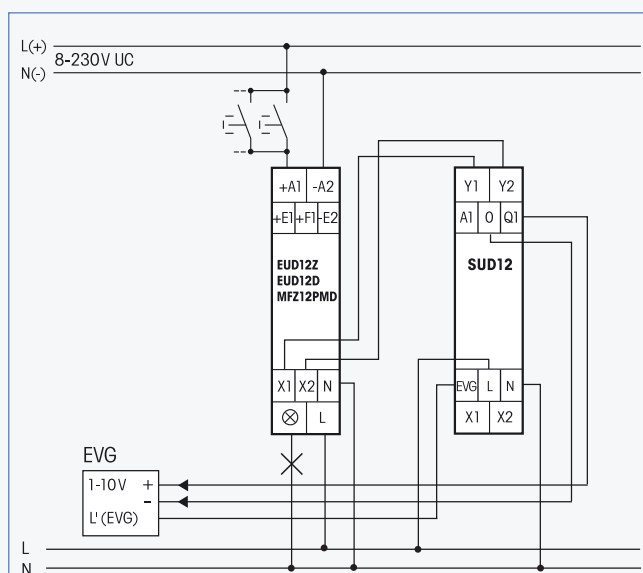 L(+)
8-230V UC
N(-)
+A1 -A2
+E1 +F1 -E2
EUD12Z
EUD12D
MFZ12PMD
X1 X2 N
L
Y1 Y2
A1 0 Q1
SUD12
EVG L N
X1 X2
EVG
1-10V +
-
L'(EVG)
L
N